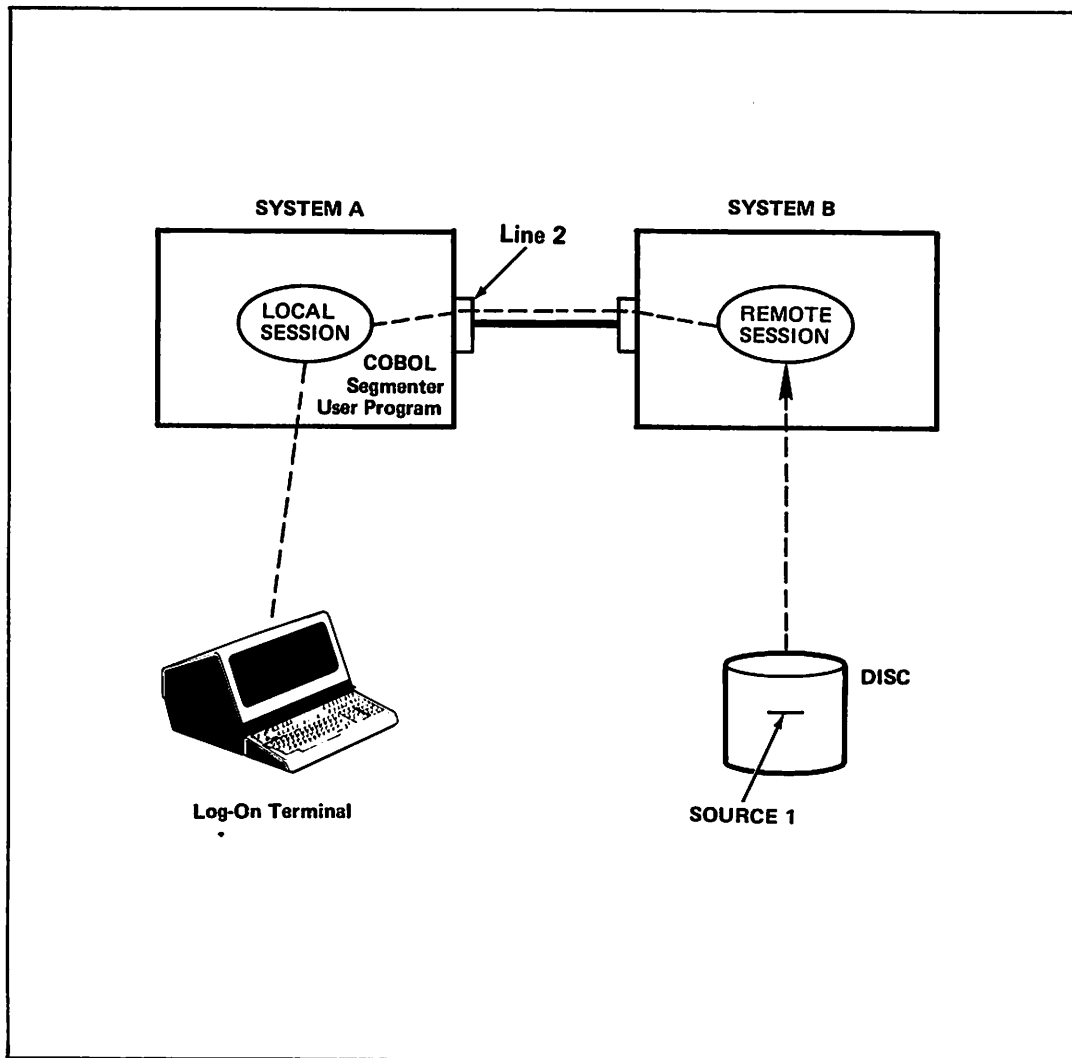 SYSTEM A
SYSTEM B
Line 2
LOCAL
SESSION
REMOTE
SESSION
COBOL
Segmenter
User Program
DISC
Log-On Terminal
SOURCE 1